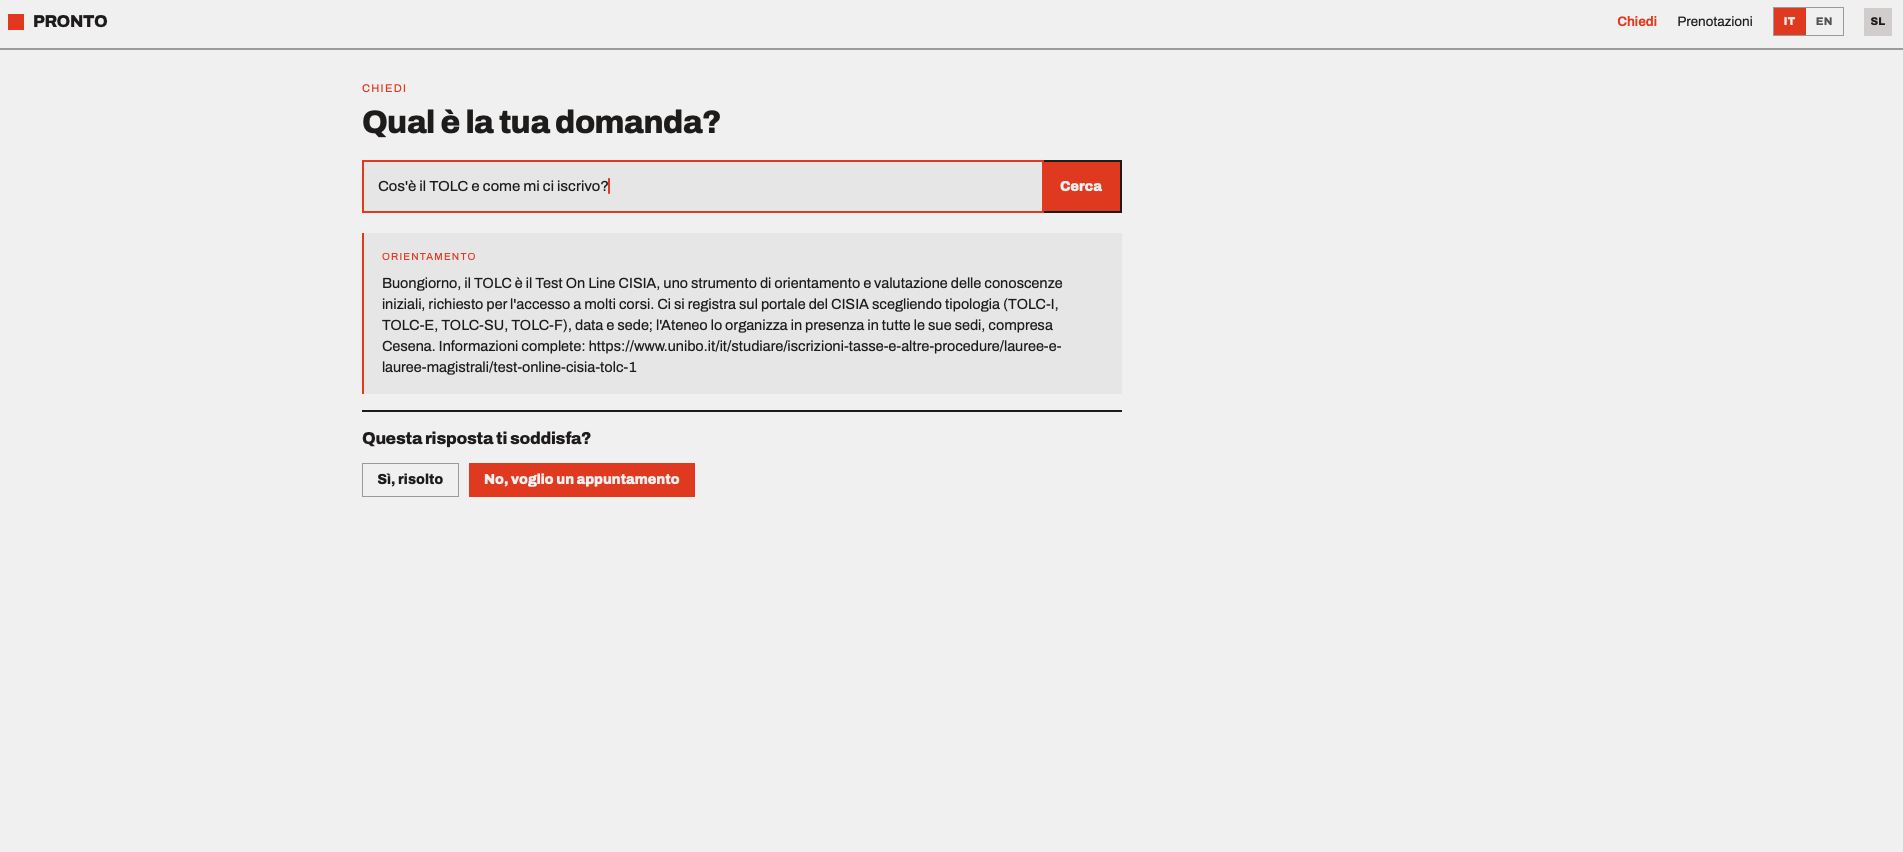 PRONTO
Chiedi
Prenotazioni
IT
EN
SL
CHIEDI
Qual è la tua domanda?
Cos'è il TOLC e come mi ci iscrivo?
Cerca
ORIENTAMENTO
Buongiorno, il TOLC è il Test On Line CISIA, uno strumento di orientamento e valutazione delle conoscenze
iniziali, richiesto per l'accesso a molti corsi. Ci si registra sul portale del CISIA scegliendo tipologia (TOLC-I,
TOLC-E, TOLC-SU, TOLC-F), data e sede; l'Ateneo lo organizza in presenza in tutte le sue sedi, compresa
Cesena. Informazioni complete: https://www.unibo.it/it/studiare/iscrizioni-tasse-e-altre-procedure/lauree-e-
lauree-magistrali/test-online-cisia-tolc-1
Questa risposta ti soddisfa?
Sì, risolto
No, voglio un appuntamento